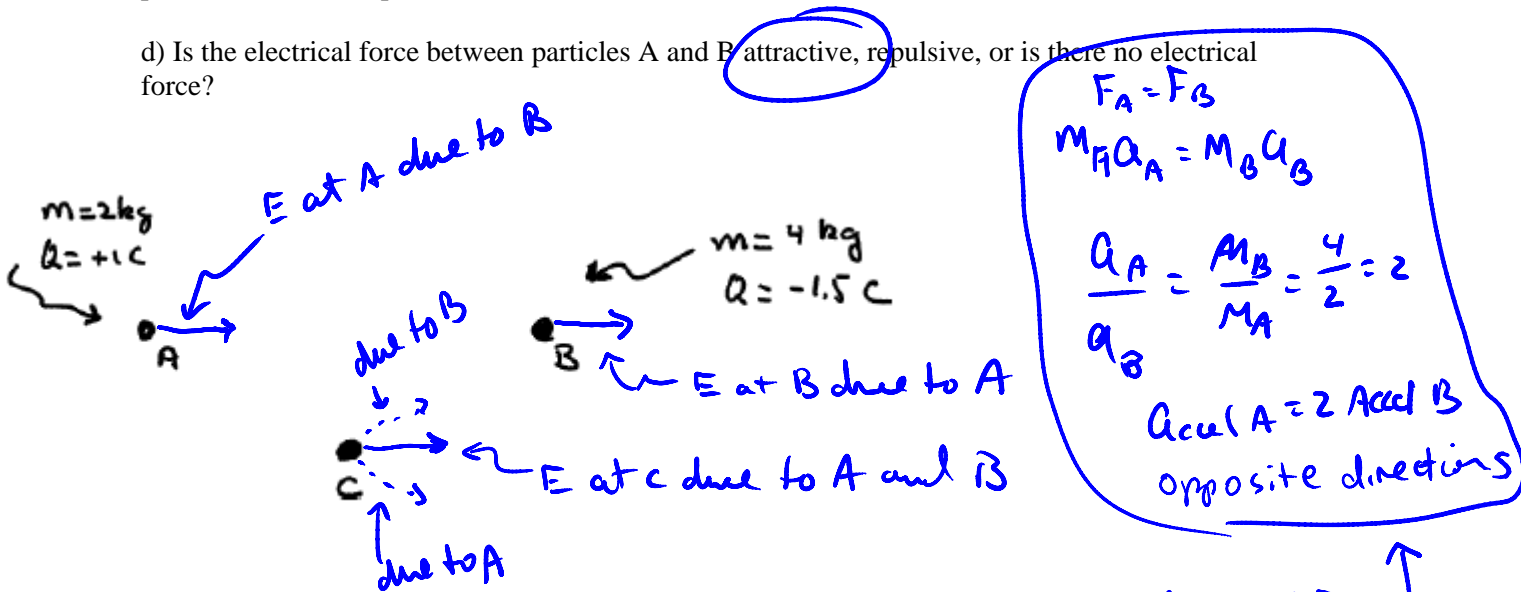 d) Is the electrical force between particles A and B attractive, repulsive, or is there no electrical
force?
F_A = F_B
m_A a_A = M_B a_B
a_A / a_B = M_B / M_A = 4/2 = 2
accel A = 2 Accel B
opposite directions
E at A due to B
m=2kg
Q=+1C
A
m= 4 kg
Q= -1.5 C
B
due to B
E at B due to A
C
E at c due to A and B
due to A